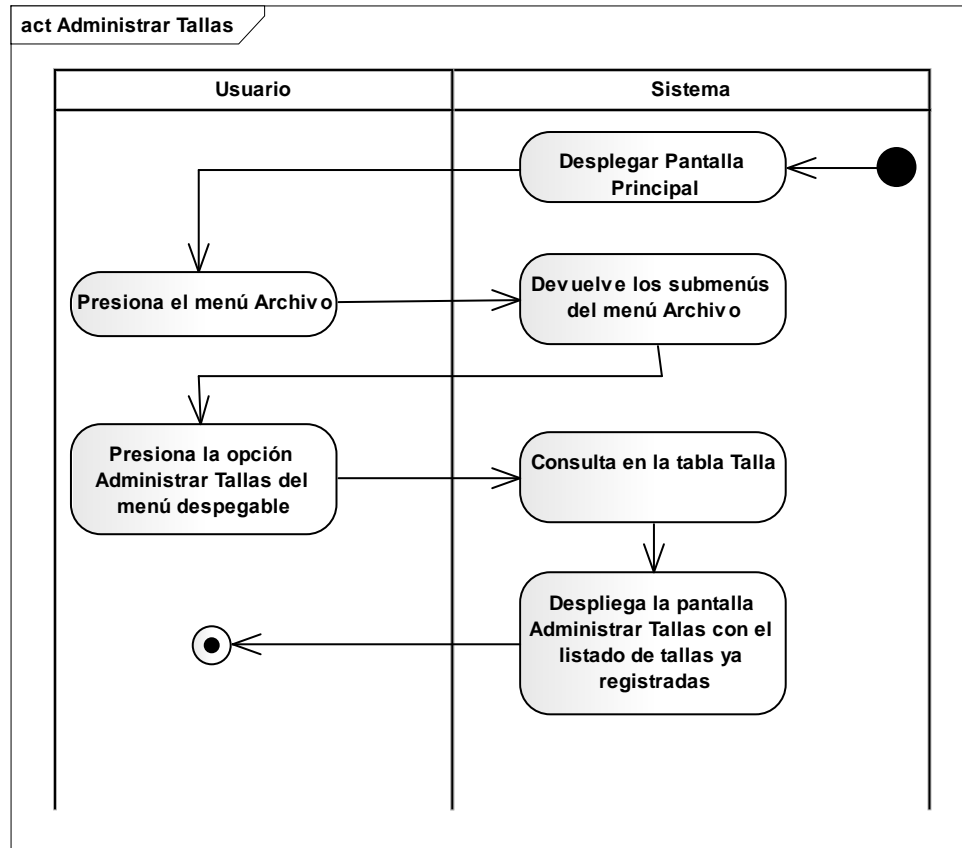 act Administrar Tallas
Usuario
Sistema
Desplegar Pantalla
Principal
Presiona el menú Archivo
Devuelve los submenús
del menú Archivo
Presiona la opción
Administrar Tallas del
menú despegable
Consulta en la tabla Talla
Despliega la pantalla
Administrar Tallas con el
listado de tallas ya
registradas